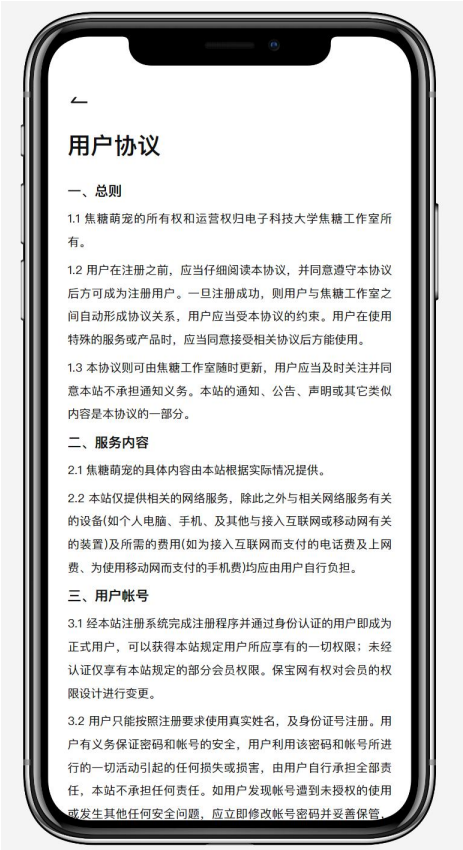 用户协议
一、总则
1.1 焦糖萌宠的所有权和运营权归电子科技大学焦糖工作室所
有。
1.2 用户在注册之前，应当仔细阅读本协议，并同意遵守本协议
后方可成为注册用户。一旦注册成功，则用户与焦糖工作室之
间自动形成协议关系，用户应当受本协议的约束。用户在使用
特殊的服务或产品时，应当同意接受相关协议后方能使用。
1.3 本协议则可由焦糖工作室随时更新，用户应当及时关注并同
意本站不承担通知义务。本站的通知、公告、声明或其它类似
内容是本协议的一部分。
二、服务内容
2.1 焦糖萌宠的具体内容由本站根据实际情况提供。
2.2 本站仅提供相关的网络服务，除此之外与相关网络服务有关
的设备(如个人电脑、手机、及其他与接入互联网或移动网有关
的装置)及所需的费用(如为接入互联网而支付的电话费及上网
费、为使用移动网而支付的手机费)均应由用户自行负担。
三、用户帐号
3.1 经本站注册系统完成注册程序并通过身份认证的用户即成为
正式用户，可以获得本站规定用户所应享有的一切权限；未经
认证仅享有本站规定的部分会员权限。保宝网有权对会员的权
限设计进行变更。
3.2 用户只能按照注册要求使用真实姓名，及身份证号注册。用
户有义务保证密码和帐号的安全，用户利用该密码和帐号所进
行的一切活动引起的任何损失或损害，由用户自行承担全部责
任，本站不承担任何责任。如用户发现帐号遭到未授权的使用
或发生其他任何安全问题，应立即修改帐号密码并妥善保管，